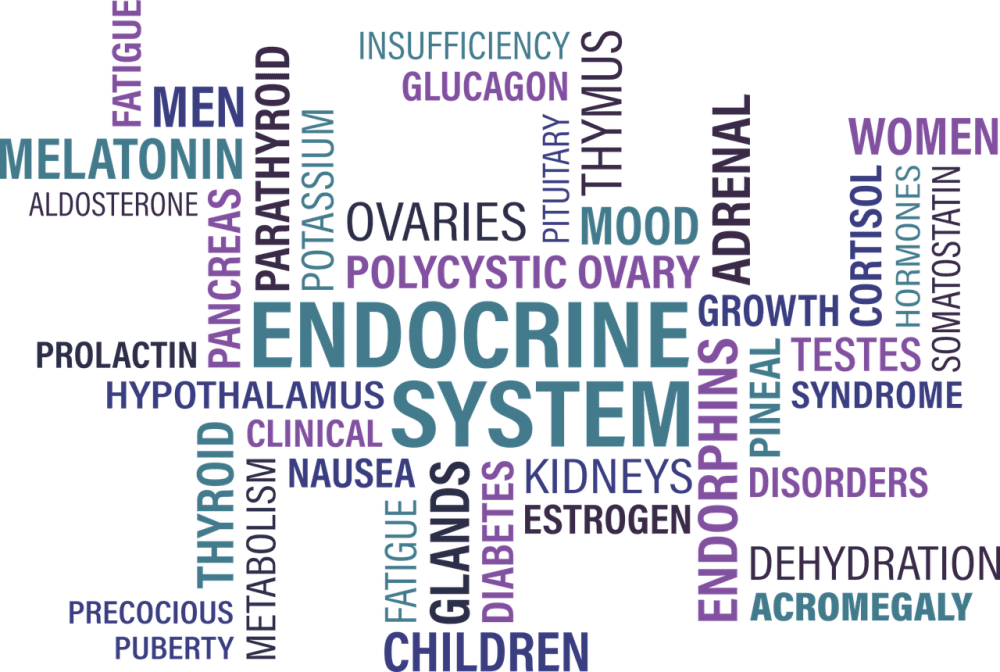 FATIGUE
MEN
MELATONIN
ALDOSTERONE
PANCREAS
PARATHYROID
POTASSIUM
INSUFFICIENCY
GLUCAGON
PITUITARY
THYMUS
OVARIES
MOOD
POLYCYSTIC OVARY
ADRENAL
WOMEN
CORTISOL
HORMONES
SOMATOSTATIN
ENDOCRINE
SYSTEM
GROWTH
TESTES
SYNDROME
PINEAL
ENDORPHINS
PROLACTIN
HYPOTHALAMUS
CLINICAL
NAUSEA
THYROID
METABOLISM
FATIGUE
GLANDS
DIABETES
KIDNEYS
ESTROGEN
DISORDERS
DEHYDRATION
ACROMEGALY
PRECOCIOUS
PUBERTY
CHILDREN